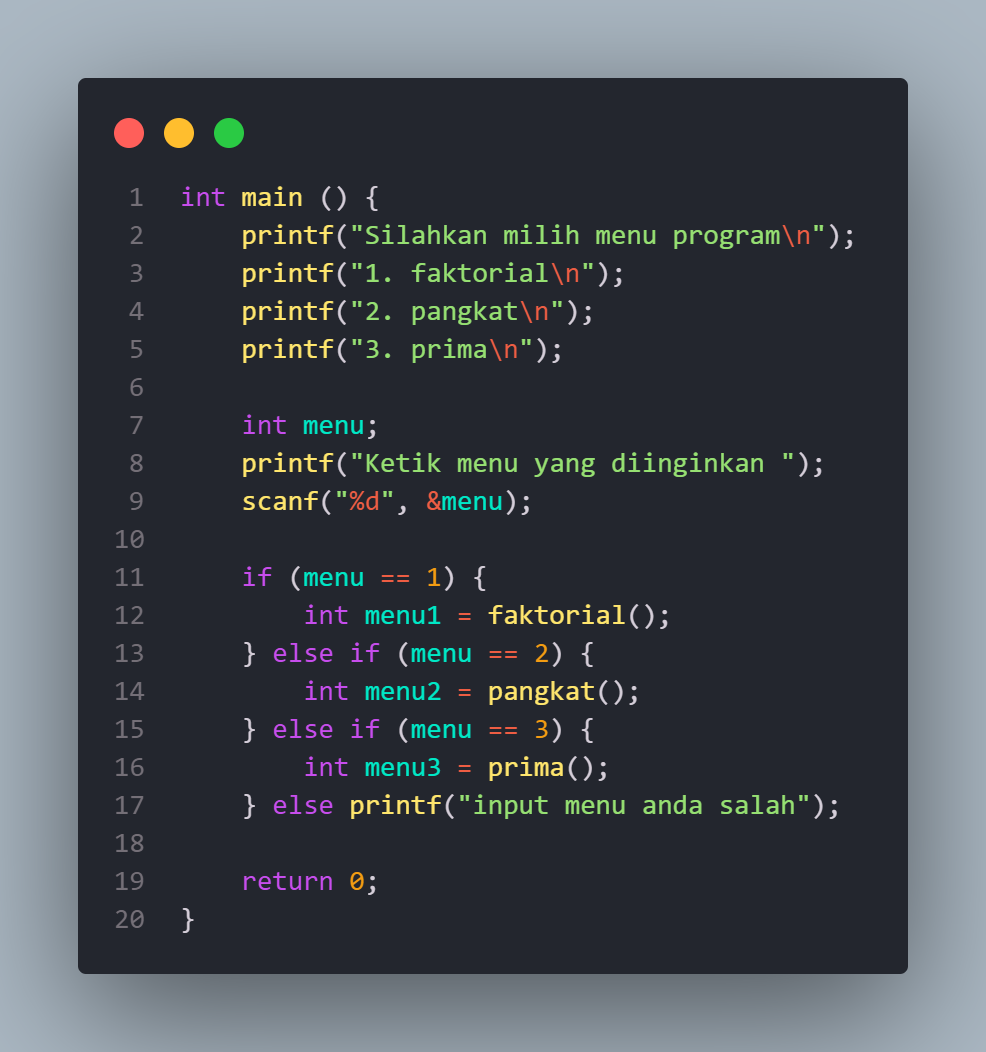 1 int main () {
2 printf("Silahkan milih menu program\n");
3 printf("1. faktorial\n");
4 printf("2. pangkat\n");
5 printf("3. prima\n");
6
7 int menu;
8 printf("Ketik menu yang diinginkan ");
9 scanf("%d", &menu);
10
11 if (menu == 1) {
12 int menu1 = faktorial();
13 } else if (menu == 2) {
14 int menu2 = pangkat();
15 } else if (menu == 3) {
16 int menu3 = prima();
17 } else printf("input menu anda salah");
18
19 return 0;
20 }